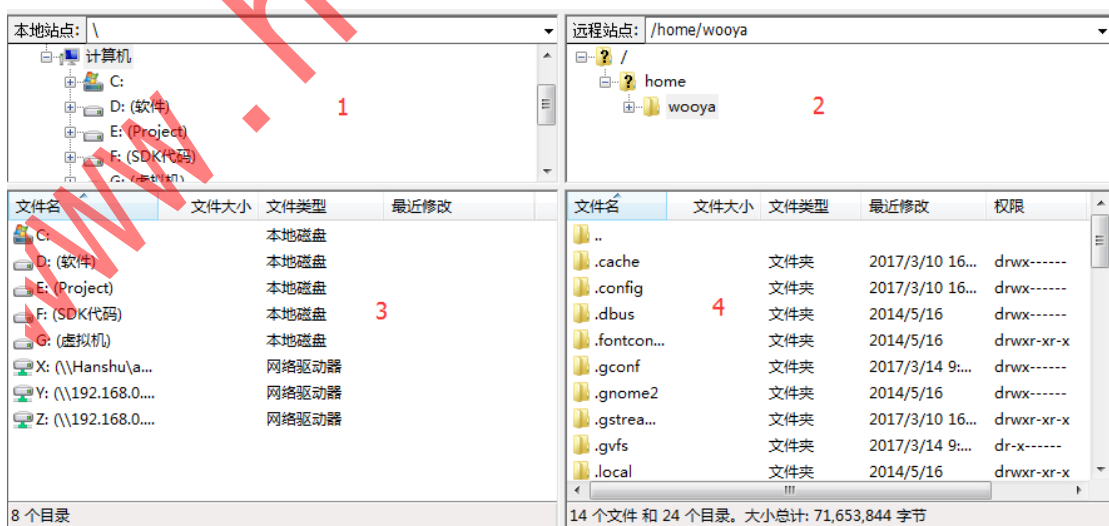 本地站点: \
计算机
C:
D: (软件)
E: (Project)
F: (SDK代码)
G: (虚拟机)
1
远程站点: /home/wooya
/
home
wooya
2
文件名 文件大小 文件类型 最近修改
C: 本地磁盘
D: (软件) 本地磁盘
E: (Project) 本地磁盘
F: (SDK代码) 本地磁盘
G: (虚拟机) 本地磁盘
X: (\\Hanshu\a... 网络驱动器
Y: (\\192.168.0.... 网络驱动器
Z: (\\192.168.0.... 网络驱动器
3
8 个目录
文件名 文件大小 文件类型 最近修改 权限
..
.cache 文件夹 2017/3/10 16... drwx------
.config 文件夹 2017/3/10 16... drwx------
.dbus 文件夹 2014/5/16 drwx------
.fontcon... 文件夹 2014/5/16 drwxr-xr-x
.gconf 文件夹 2017/3/14 9:... drwx------
.gnome2 文件夹 2014/5/16 drwx------
.gstrea... 文件夹 2017/3/10 16... drwxr-xr-x
.gvfs 文件夹 2017/3/14 9:... dr-x------
.local 文件夹 2014/5/16 drwxr-xr-x
4
14 个文件 和 24 个目录。大小总计: 71,653,844 字节
www.h